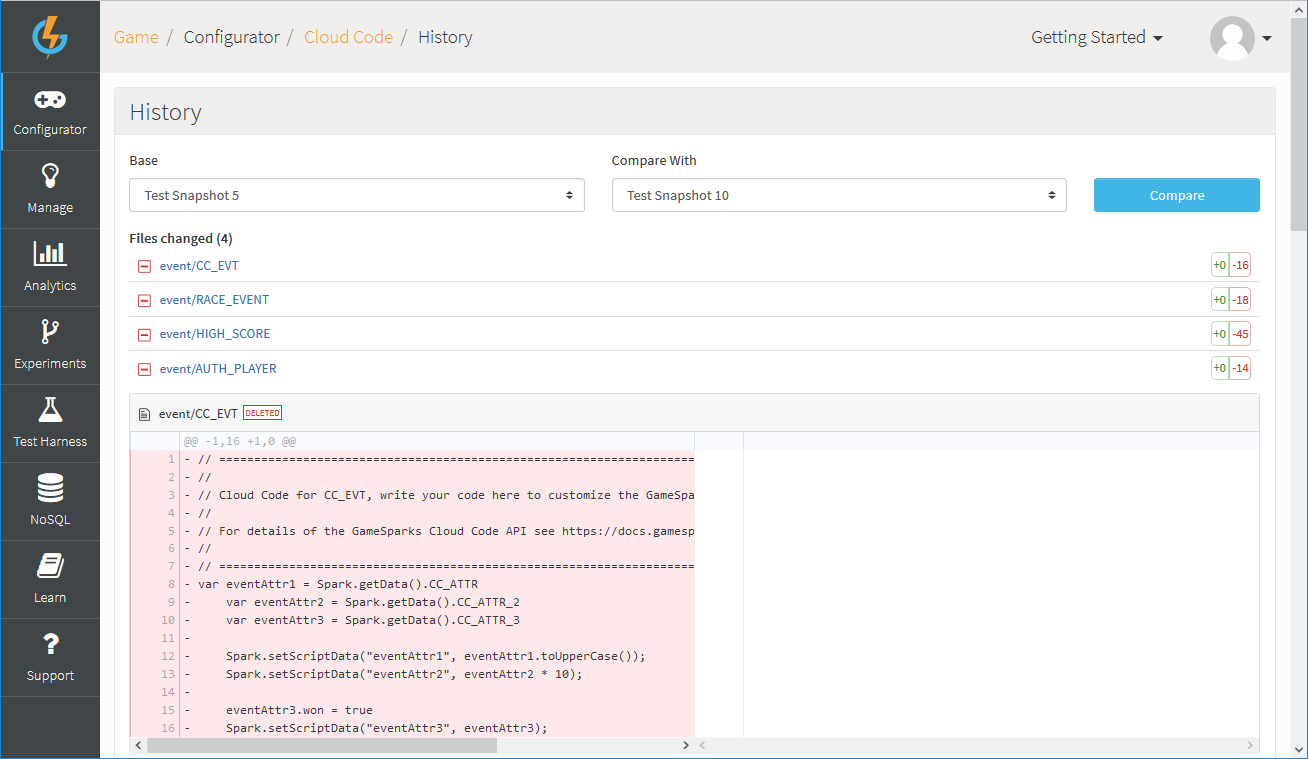 Game / Configurator / Cloud Code / History
Getting Started
Configurator
Manage
Analytics
Experiments
Test Harness
NoSQL
Learn
Support
History
Base
Compare With
Test Snapshot 5
Test Snapshot 10
Compare
Files changed (4)
event/CC_EVT +0 -16
event/RACE_EVENT +0 -18
event/HIGH_SCORE +0 -45
event/AUTH_PLAYER +0 -14
event/CC_EVT DELETED
@@ -1,16 +1,0 @@
1 - // ====================================================================
2 - //
3 - // Cloud Code for CC_EVT, write your code here to customize the GameSpa
4 - //
5 - // For details of the GameSparks Cloud Code API see https://docs.gamesp
6 - //
7 - // ====================================================================
8 - var eventAttr1 = Spark.getData().CC_ATTR
9 -     var eventAttr2 = Spark.getData().CC_ATTR_2
10 -     var eventAttr3 = Spark.getData().CC_ATTR_3
11 -
12 -     Spark.setScriptData("eventAttr1", eventAttr1.toUpperCase());
13 -     Spark.setScriptData("eventAttr2", eventAttr2 * 10);
14 -
15 -     eventAttr3.won = true
16 -     Spark.setScriptData("eventAttr3", eventAttr3);